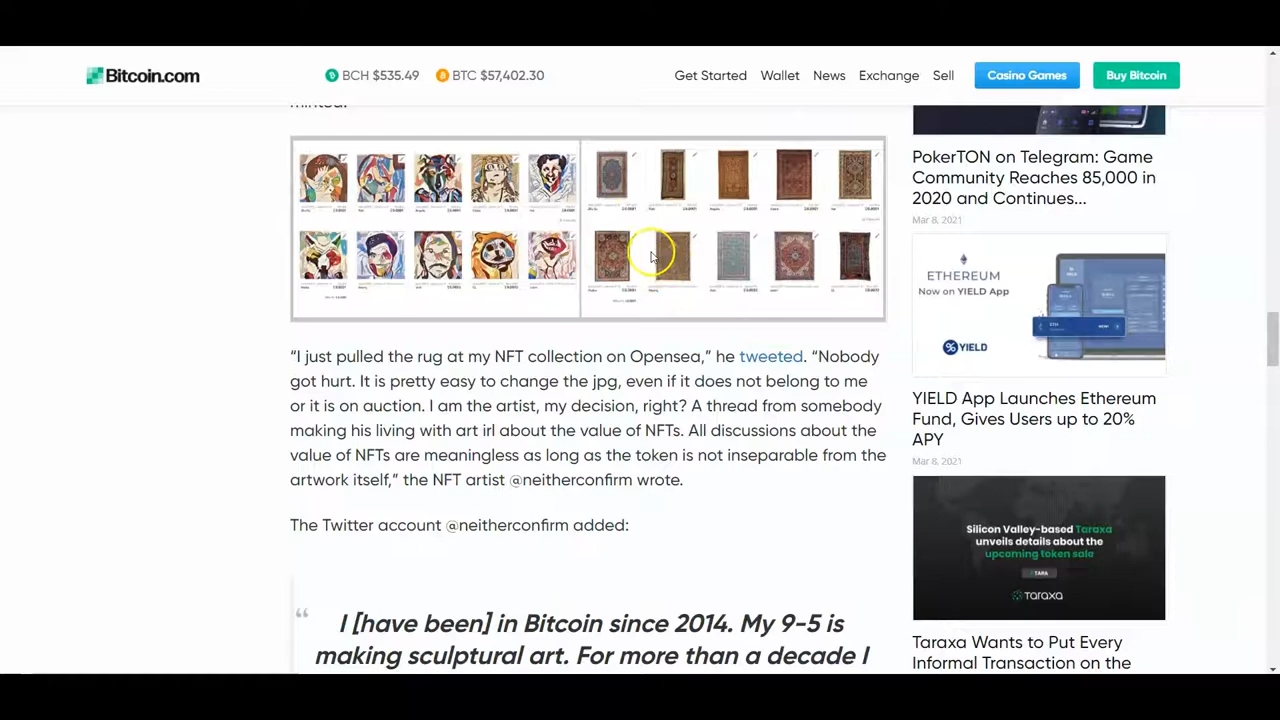 Bitcoin.com
BCH $535.49
BTC $57,402.30
Get Started
Wallet
News
Exchange
Sell
Casino Games
Buy Bitcoin
minted.
“I just pulled the rug at my NFT collection on Opensea,” he tweeted. “Nobody
got hurt. It is pretty easy to change the jpg, even if it does not belong to me
or it is on auction. I am the artist, my decision, right? A thread from somebody
making his living with art irl about the value of NFTs. All discussions about the
value of NFTs are meaningless as long as the token is not inseparable from the
artwork itself,” the NFT artist @neitherconfirm wrote.
The Twitter account @neitherconfirm added:
“
I [have been] in Bitcoin since 2014. My 9-5 is
making sculptural art. For more than a decade I
PokerTON on Telegram: Game
Community Reaches 85,000 in
2020 and Continues...
Mar 8, 2021
ETHEREUM
Now on YIELD App
YIELD
YIELD App Launches Ethereum
Fund, Gives Users up to 20%
APY
Mar 8, 2021
Silicon Valley-based Taraxa
unveils details about the
upcoming token sale
TARA
TARAXA
Taraxa Wants to Put Every
Informal Transaction on the